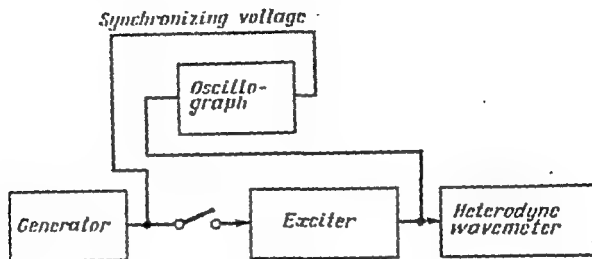 Synchronizing voltage
Oscillo-
graph
Generator
Exciter
Heterodyne
wavemeter